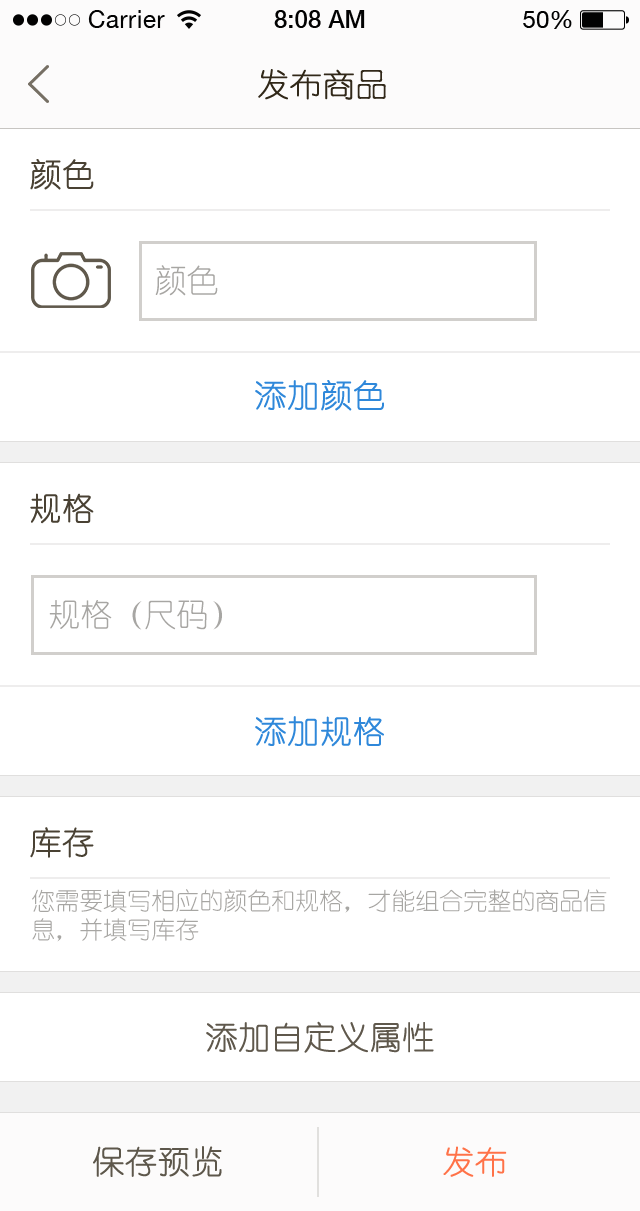 Carrier 8:08 AM 50%
发布商品
颜色
颜色
添加颜色
规格
规格（尺码）
添加规格
库存
您需要填写相应的颜色和规格，才能组合完整的商品信
息，并填写库存
添加自定义属性
保存预览 发布